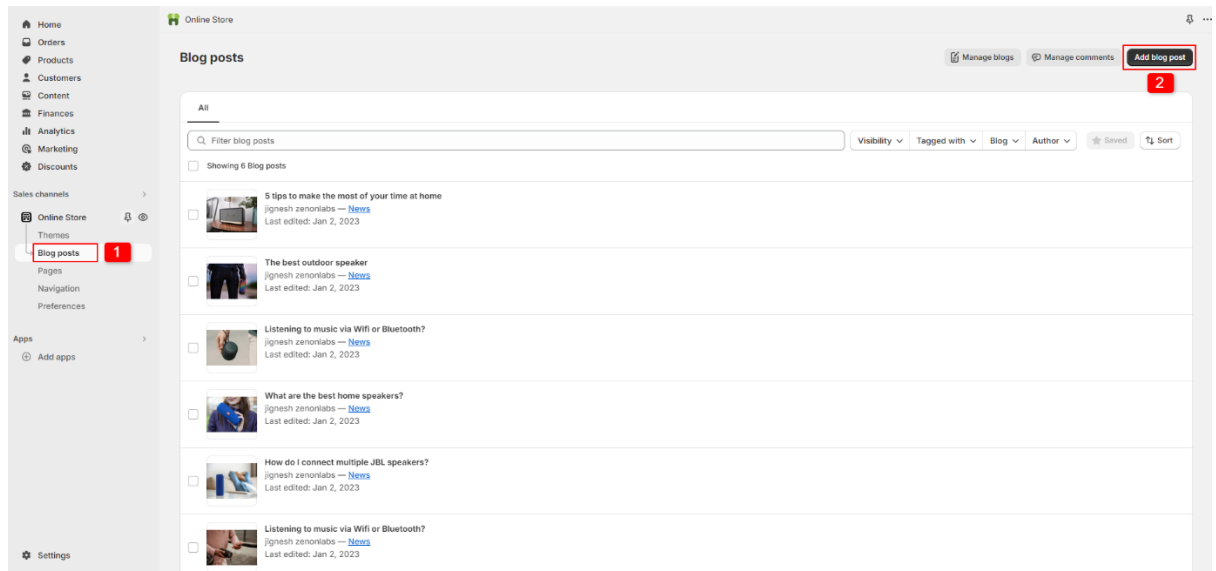 Home
Orders
Products
Customers
Content
Finances
Analytics
Marketing
Discounts
Sales channels
Online Store
Themes
Blog posts 1
Pages
Navigation
Preferences
Apps
Add apps
Settings
Online Store
Blog posts
Manage blogs Manage comments Add blog post
2
All
Filter blog posts Visibility Tagged with Blog Author Saved Sort
Showing 6 Blog posts
5 tips to make the most of your time at home
jignesh zenonlabs — News
Last edited: Jan 2, 2023
The best outdoor speaker
jignesh zenonlabs — News
Last edited: Jan 2, 2023
Listening to music via Wifi or Bluetooth?
jignesh zenonlabs — News
Last edited: Jan 2, 2023
What are the best home speakers?
jignesh zenonlabs — News
Last edited: Jan 2, 2023
How do I connect multiple JBL speakers?
jignesh zenonlabs — News
Last edited: Jan 2, 2023
Listening to music via Wifi or Bluetooth?
jignesh zenonlabs — News
Last edited: Jan 2, 2023